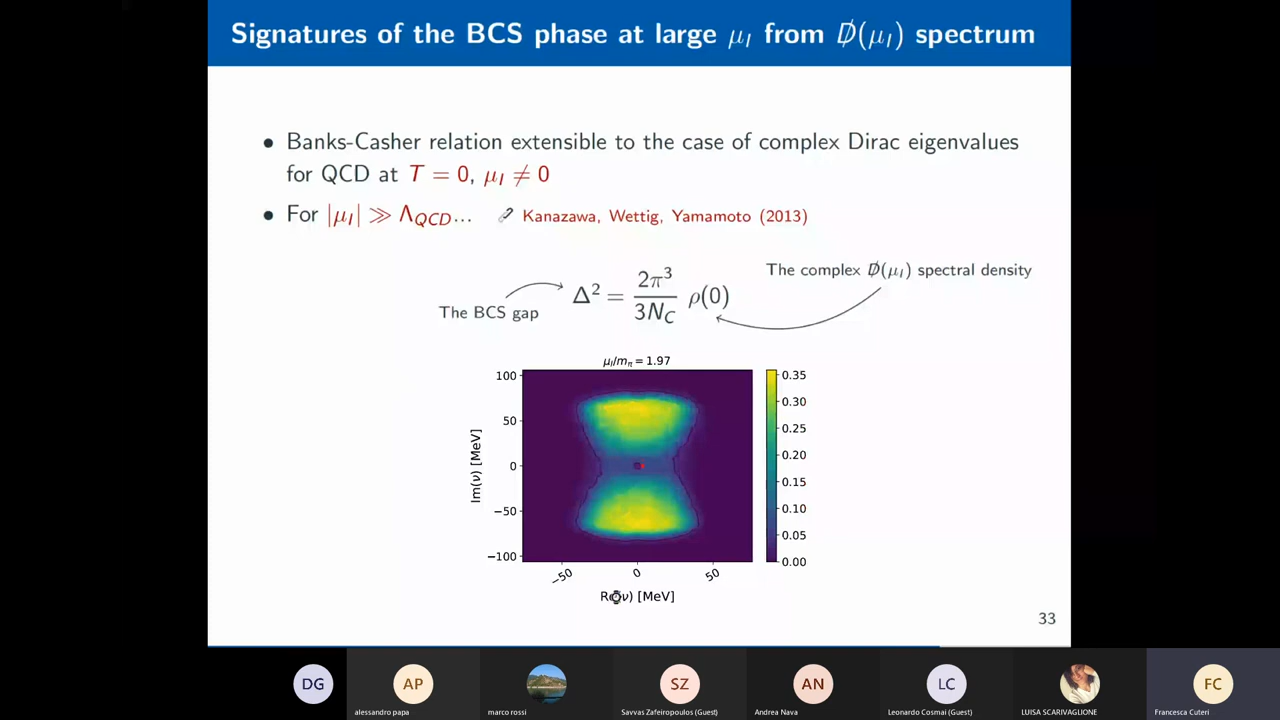 Signatures of the BCS phase at large μ_I from D̸(μ_I) spectrum
• Banks-Casher relation extensible to the case of complex Dirac eigenvalues
for QCD at T = 0, μ_I ≠ 0
• For |μ_I| ≫ Λ_QCD... Kanazawa, Wettig, Yamamoto (2013)
The complex D̸(μ_I) spectral density
Δ² = 2π³/3N_C ρ(0)
The BCS gap
μ_I/m_π = 1.97
100
50
0
−50
−100
Im(ν) [MeV]
−50
0
50
Re(ν) [MeV]
0.35
0.30
0.25
0.20
0.15
0.10
0.05
0.00
33
DG
AP
SZ
AN
LC
FC
alessandro papa
marco rossi
Savvas Zafeiropoulos (Guest)
Andrea Nava
Leonardo Cosmai (Guest)
LUISA SCARIVAGLIONE
Francesca Cuteri